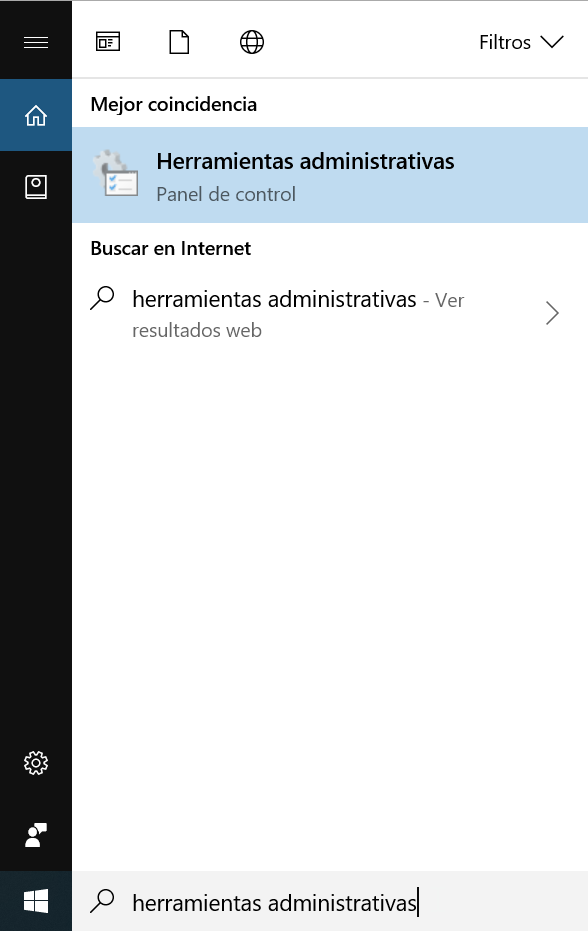 Filtros
Mejor coincidencia
Herramientas administrativas
Panel de control
Buscar en Internet
herramientas administrativas - Ver
resultados web
herramientas administrativas